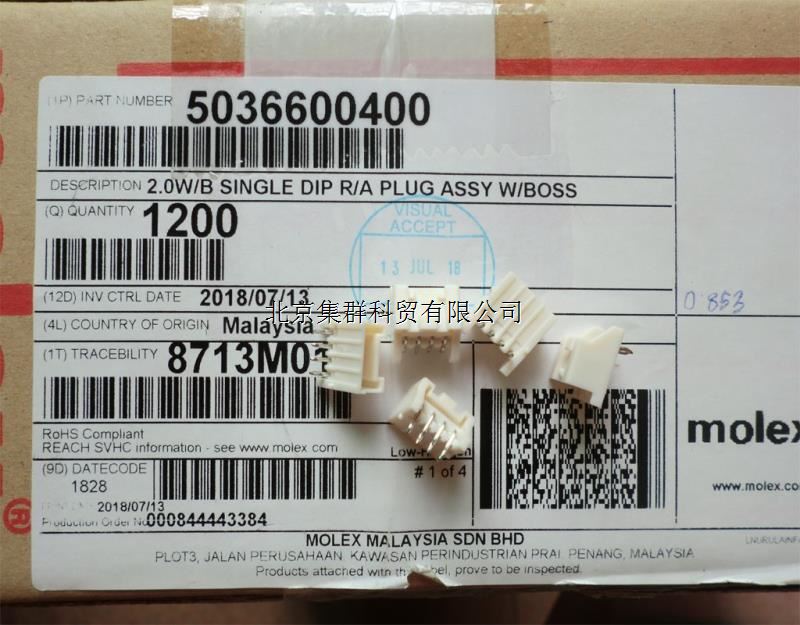 (1P) PART NUMBER 5036600400
DESCRIPTION 2.0W/B SINGLE DIP R/A PLUG ASSY W/BOSS
(Q) QUANTITY 1200
VISUAL
ACCEPT
13 JUL 18
(12D) INV CTRL DATE 2018/07/13
北京集群科贸有限公司
0.853
(4L) COUNTRY OF ORIGIN Malaysia
(1T) TRACEBILITY 8713M01
RoHS Compliant
REACH SVHC information - see www.molex.com
# 1 of 4
(9D) DATECODE
1828
2018/07/13
Production Order No 000844443384
molex
www.molex.co
MOLEX MALAYSIA SDN BHD
PLOT3, JALAN PERUSAHAAN, KAWASAN PERINDUSTRIAN PRAI, PENANG, MALAYSIA
Products attached with label, prove to be inspected.
®